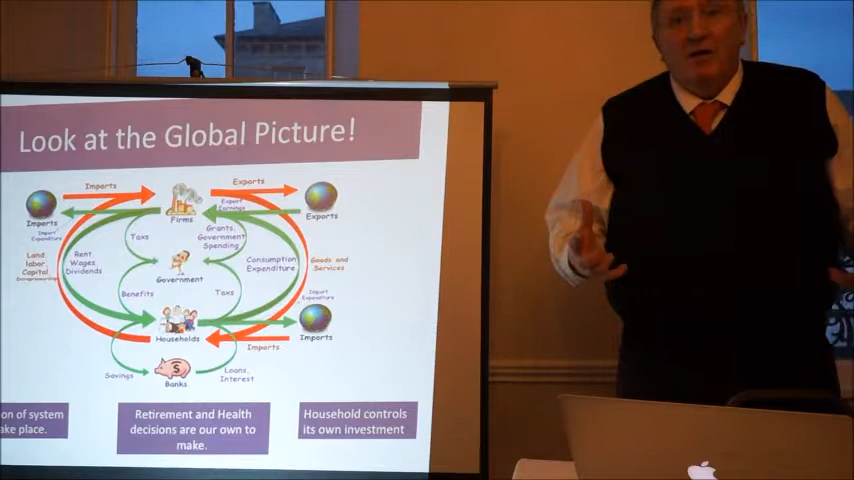 Look at the Global Picture!
Imports
Exports
Firms
Imports
Import
Expenditure
Export
Earnings
Exports
Taxs
Grants,
Government
Spending
Land,
labor,
Capital
Rent
Wages
Dividends
Government
Consumption
Expenditure
Goods and
Services
Benefits
Taxs
Import
Expenditure
Households
Imports
Imports
Savings
Banks
Loans,
Interest
on of system
ake place.
Retirement and Health
decisions are our own to
make.
Household controls
its own investment